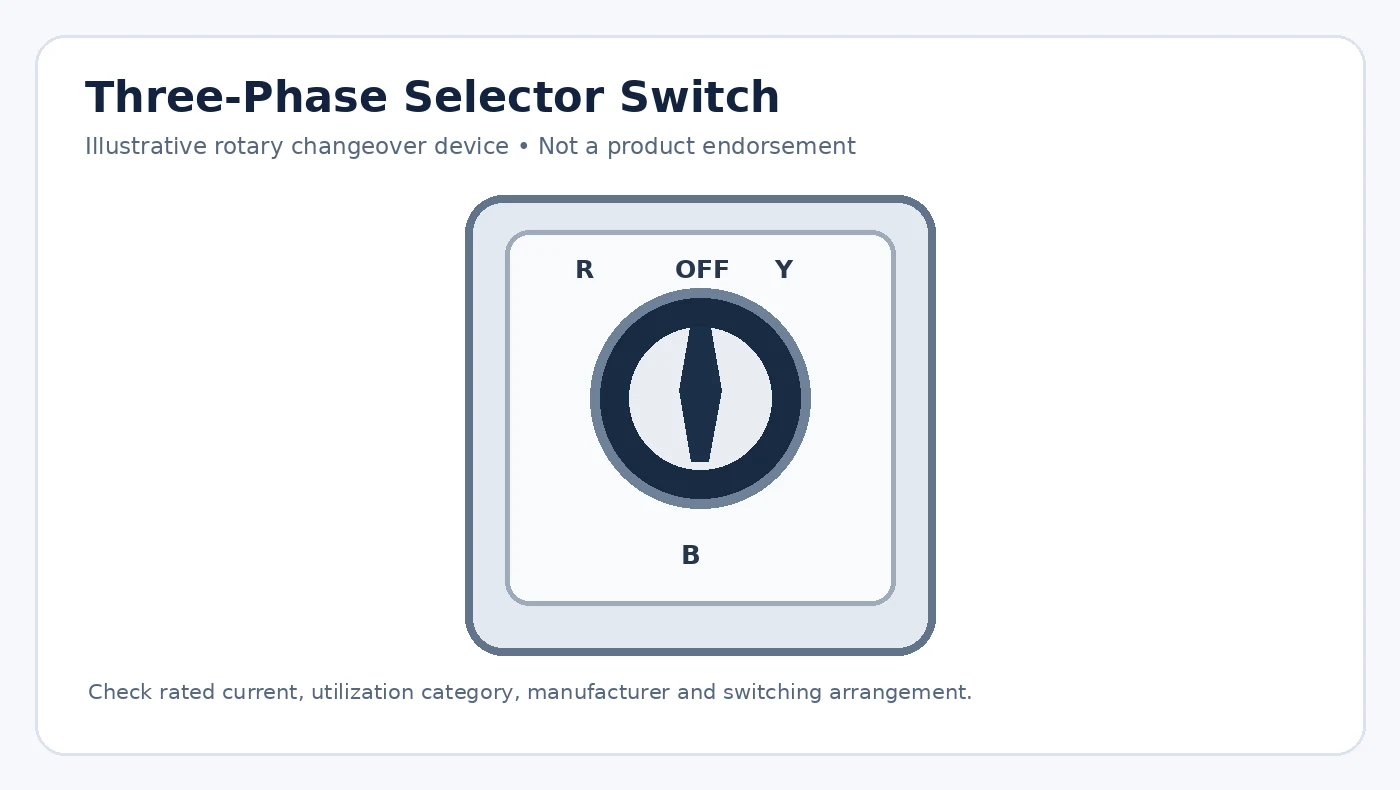 Three-Phase Selector Switch
Illustrative rotary changeover device • Not a product endorsement
R OFF Y
B
Check rated current, utilization category, manufacturer and switching arrangement.